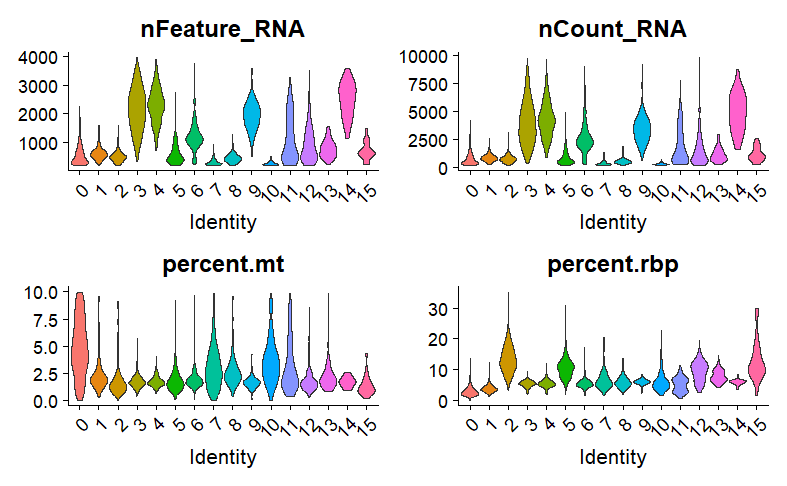 nFeature_RNA
4000
3000
2000
1000
0 1 2 3 4 5 6 7 8 9 10 11 12 13 14 15
Identity
nCount_RNA
10000
7500
5000
2500
0
0 1 2 3 4 5 6 7 8 9 10 11 12 13 14 15
Identity
percent.mt
10.0
7.5
5.0
2.5
0.0
0 1 2 3 4 5 6 7 8 9 10 11 12 13 14 15
Identity
percent.rbp
30
20
10
0
0 1 2 3 4 5 6 7 8 9 10 11 12 13 14 15
Identity